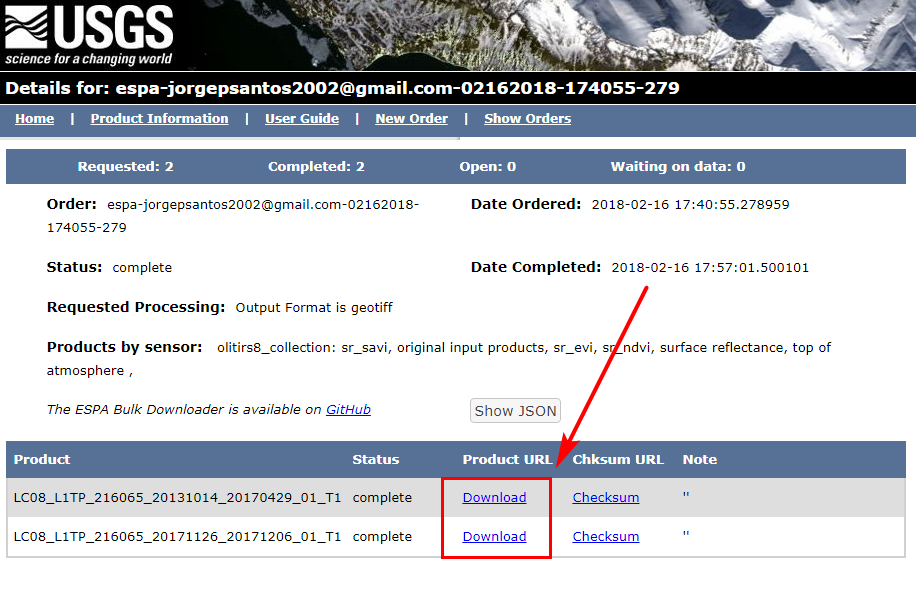 USGS
science for a changing world
Details for: espa-jorgepsantos2002@gmail.com-02162018-174055-279
Home | Product Information | User Guide | New Order | Show Orders
Requested: 2 Completed: 2 Open: 0 Waiting on data: 0
Order: espa-jorgepsantos2002@gmail.com-02162018-
174055-279
Date Ordered: 2018-02-16 17:40:55.278959
Status: complete
Date Completed: 2018-02-16 17:57:01.500101
Requested Processing: Output Format is geotiff
Products by sensor: olitirs8_collection: sr_savi, original input products, sr_evi, sr_ndvi, surface reflectance, top of
atmosphere ,
The ESPA Bulk Downloader is available on GitHub
Show JSON
Product Status Product URL Chksum URL Note
LC08_L1TP_216065_20131014_20170429_01_T1 complete Download Checksum ''
LC08_L1TP_216065_20171126_20171206_01_T1 complete Download Checksum ''